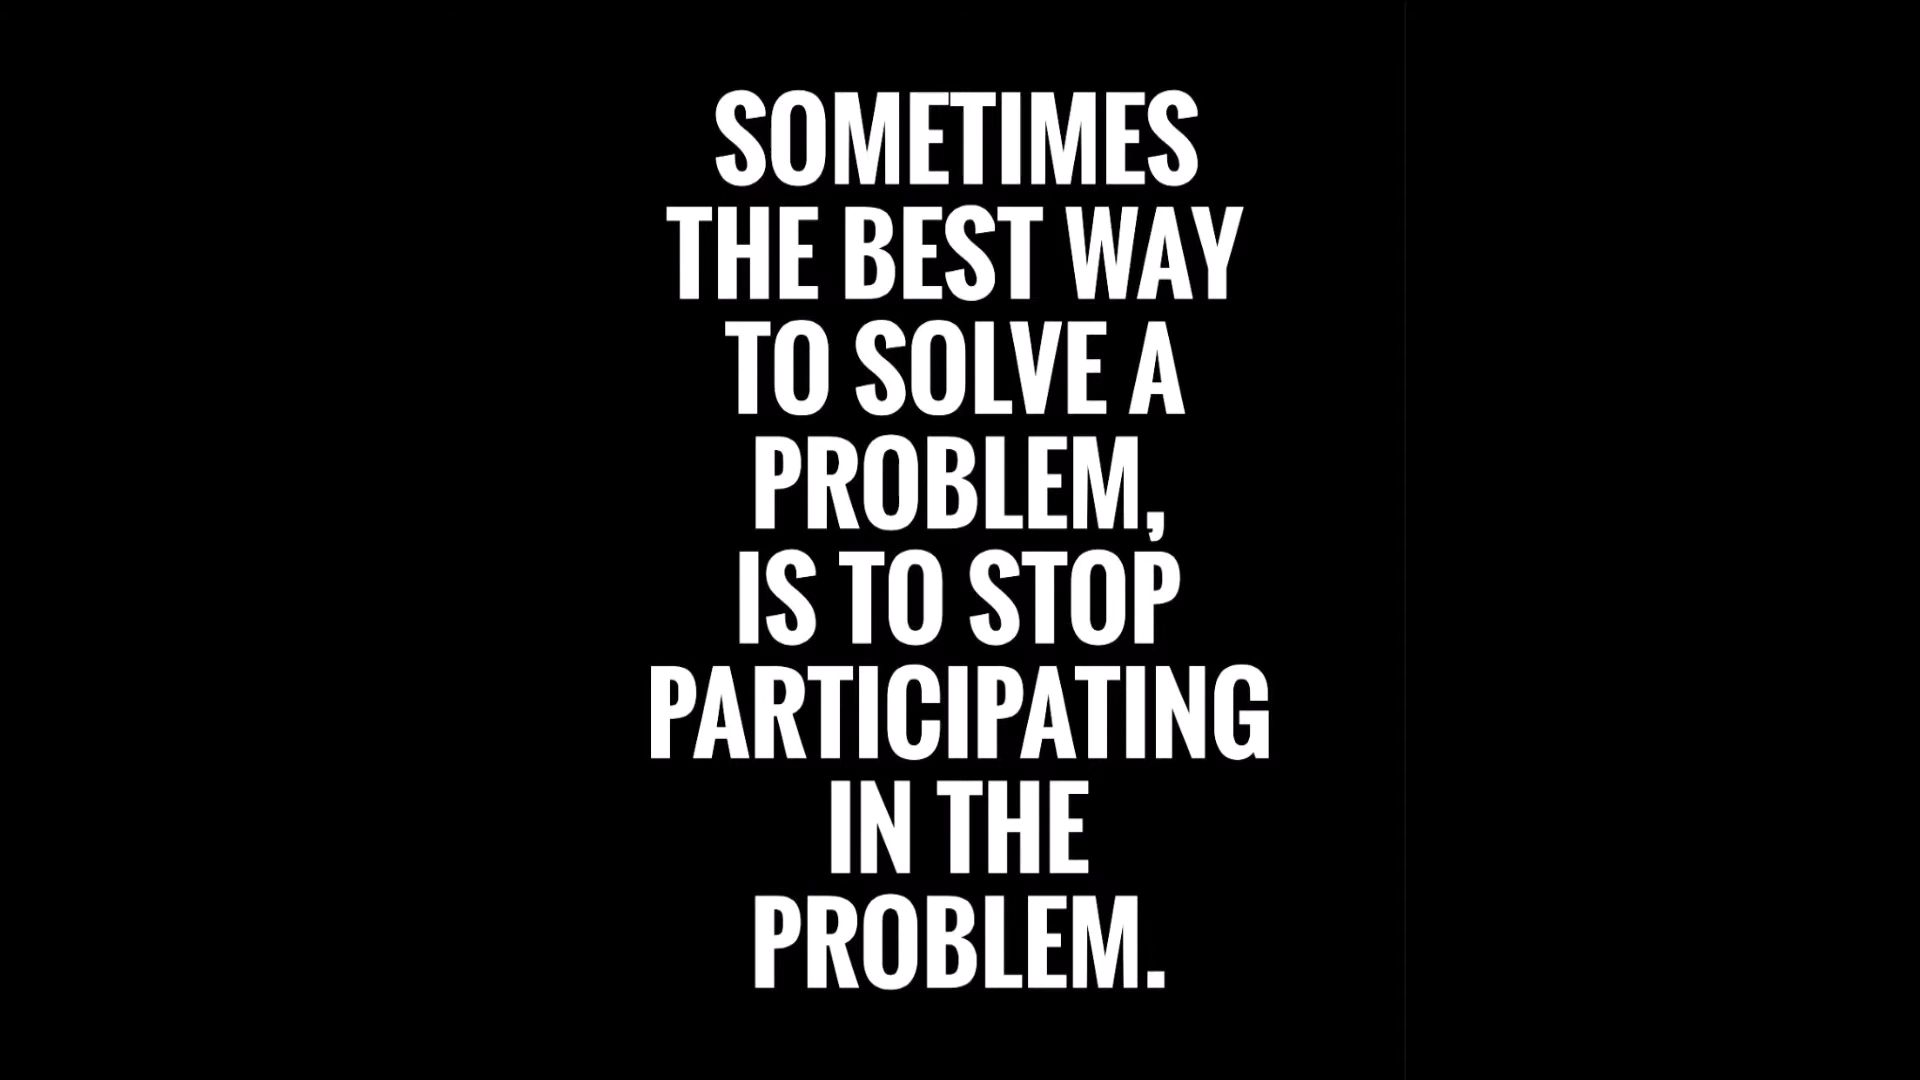 SOMETIMES
THE BEST WAY
TO SOLVE A
PROBLEM,
IS TO STOP
PARTICIPATING
IN THE
PROBLEM.